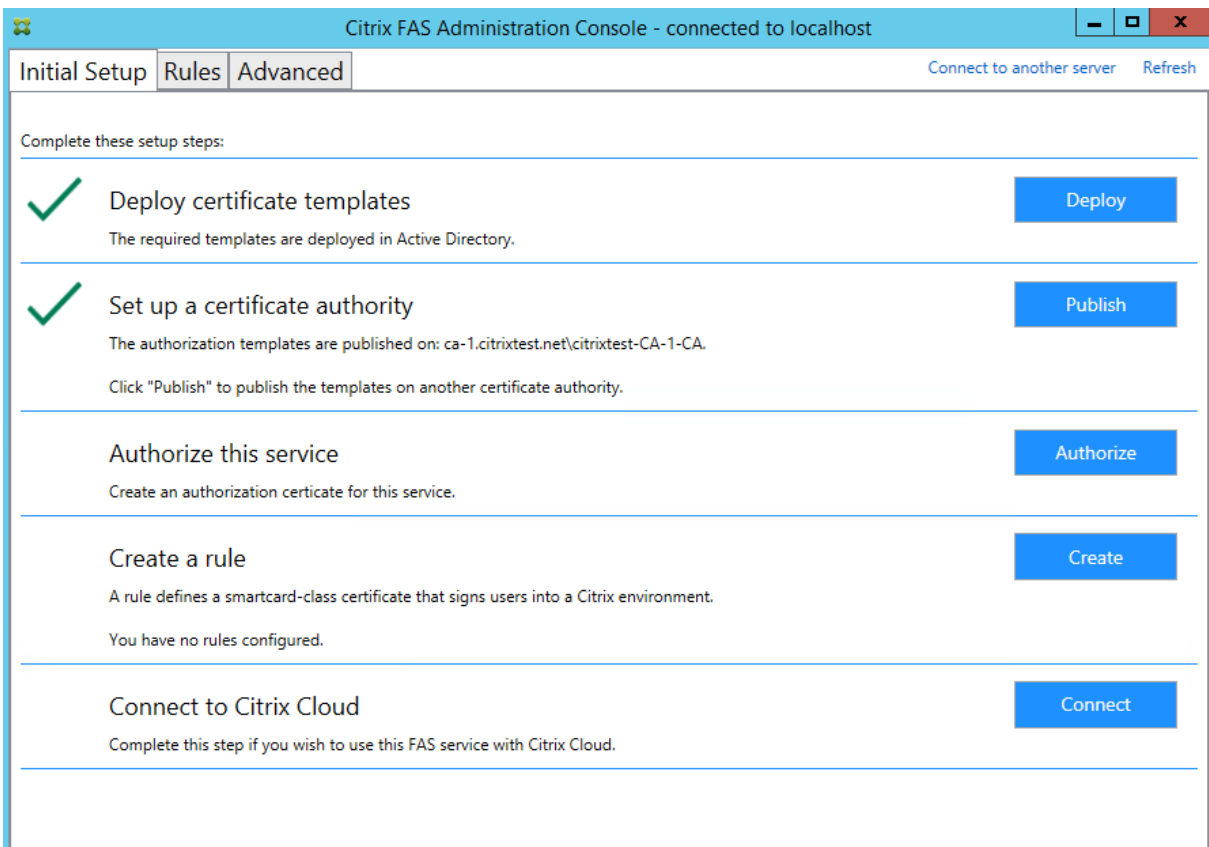 Citrix FAS Administration Console - connected to localhost
Initial Setup Rules Advanced Connect to another server Refresh
Complete these setup steps:
Deploy certificate templates Deploy
The required templates are deployed in Active Directory.
Set up a certificate authority Publish
The authorization templates are published on: ca-1.citrixtest.net\citrixtest-CA-1-CA.
Click "Publish" to publish the templates on another certificate authority.
Authorize this service Authorize
Create an authorization certicate for this service.
Create a rule Create
A rule defines a smartcard-class certificate that signs users into a Citrix environment.
You have no rules configured.
Connect to Citrix Cloud Connect
Complete this step if you wish to use this FAS service with Citrix Cloud.